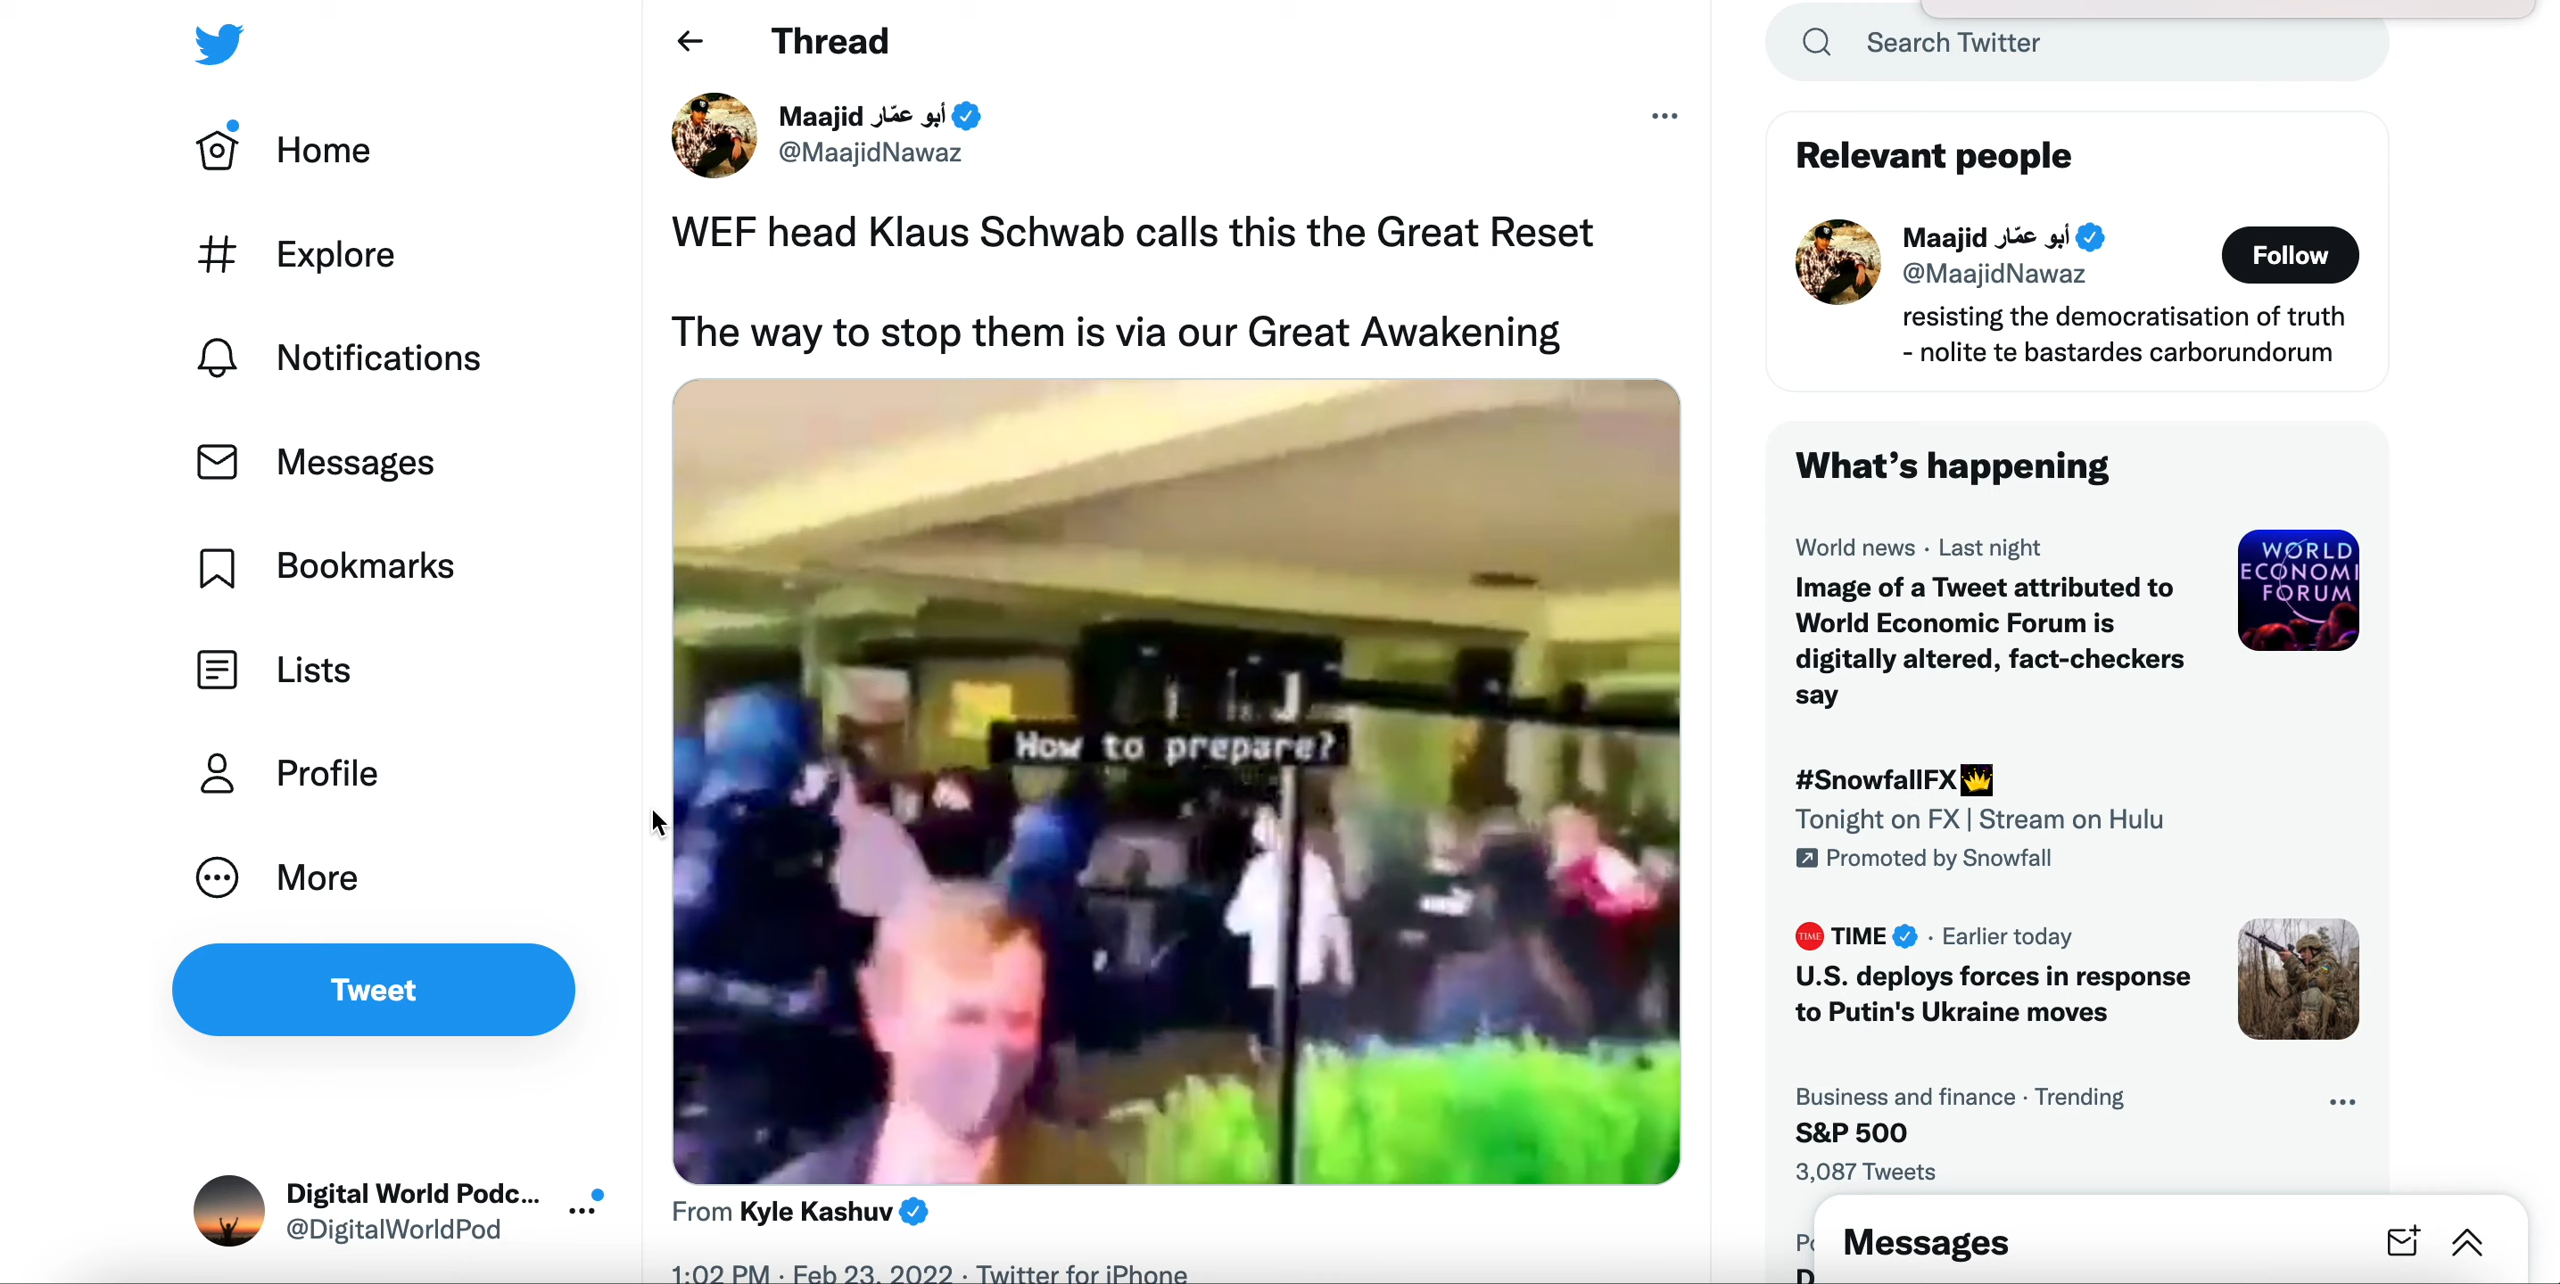 Thread
Search Twitter
Maajid أبو عمّار
@MaajidNawaz
WEF head Klaus Schwab calls this the Great Reset
The way to stop them is via our Great Awakening
How to prepare?
From Kyle Kashuv
1:02 PM · Feb 23, 2022 · Twitter for iPhone
Home
Explore
Notifications
Messages
Bookmarks
Lists
Profile
More
Tweet
Digital World Podc...
@DigitalWorldPod
Relevant people
Maajid أبو عمّار
@MaajidNawaz
Follow
resisting the democratisation of truth
- nolite te bastardes carborundorum
What's happening
World news · Last night
Image of a Tweet attributed to
World Economic Forum is
digitally altered, fact-checkers
say
WORLD
ECONOMI
FORUM
#SnowfallFX
Tonight on FX | Stream on Hulu
Promoted by Snowfall
TIME
TIME · Earlier today
U.S. deploys forces in response
to Putin's Ukraine moves
Business and finance · Trending
S&P 500
3,087 Tweets
Messages